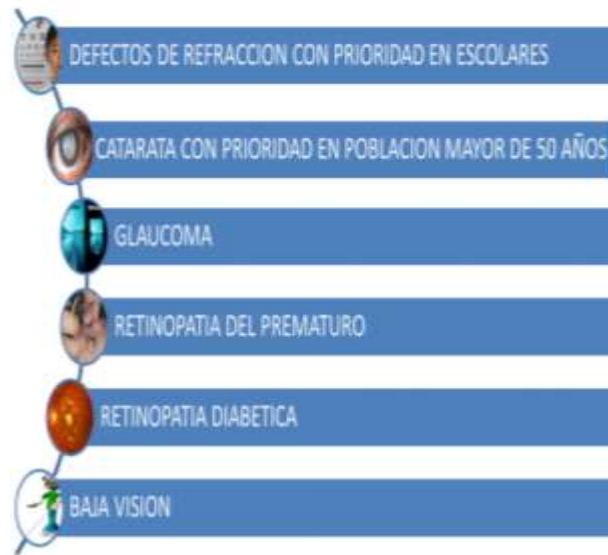 DEFECTOS DE REFRACCION CON PRIORIDAD EN ESCOLARES
CATARATA CON PRIORIDAD EN POBLACION MAYOR DE 50 AÑOS
GLAUCOMA
RETINOPATIA DEL PREMATURO
RETINOPATIA DIABETICA
BAJA VISION